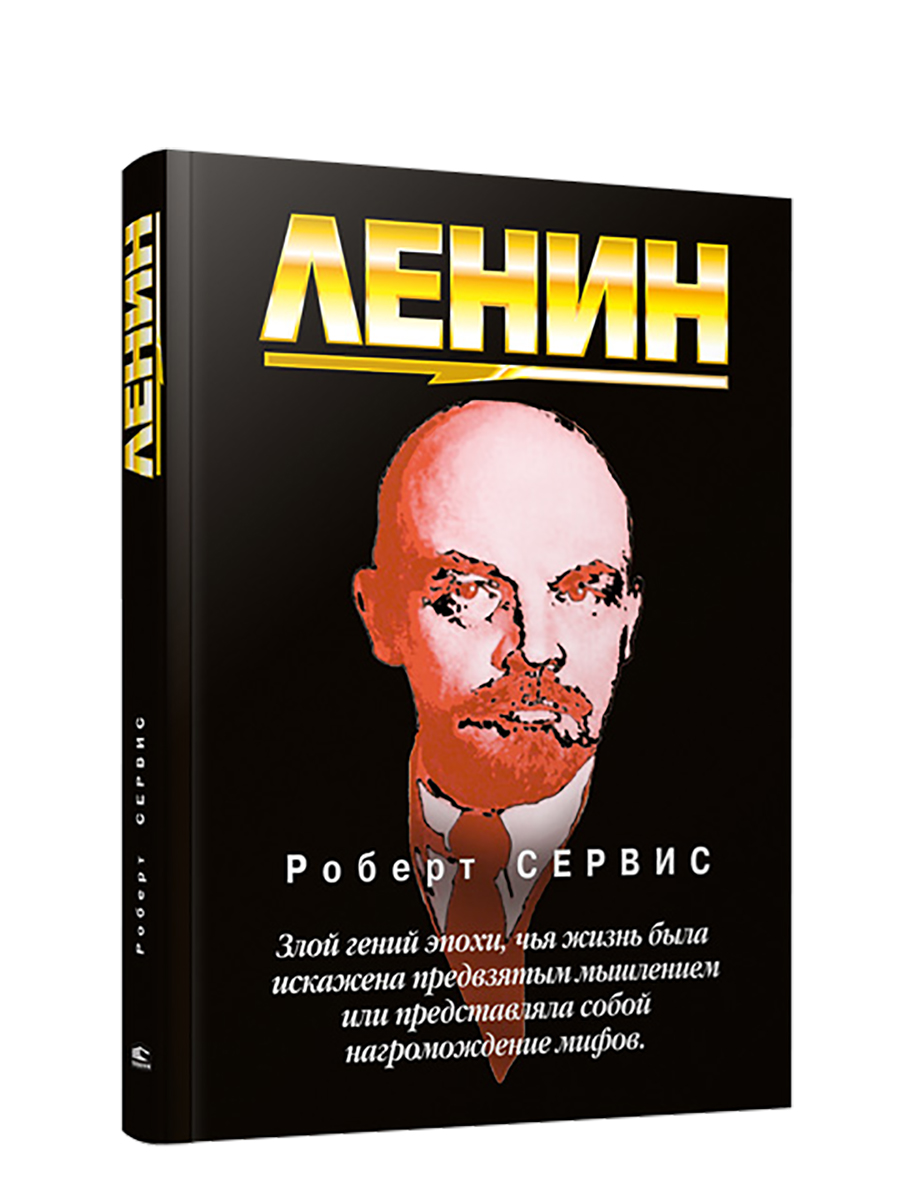 ЛЕНИН
Роберт СЕРВИС
Злой гений эпохи, чья жизнь была
искажена предвзятым мышлением
или представляла собой
нагромождение мифов.
ЛЕНИН
Роберт СЕРВИС